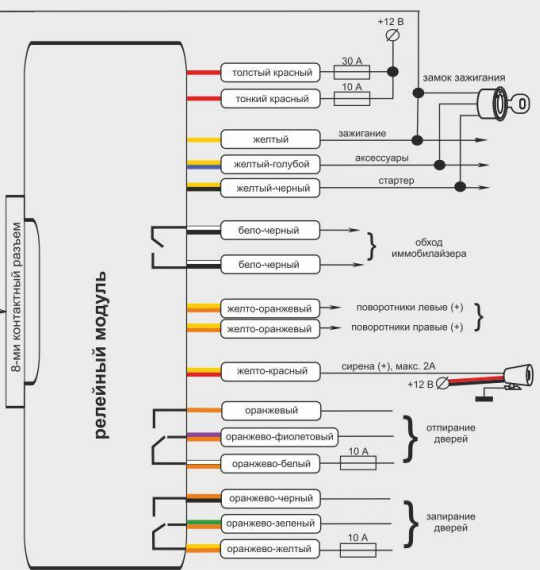 +12 В
30 А
толстый красный
замок зажигания
10 А
тонкий красный
желтый
зажигание
желтый-голубой
аксессуары
желтый-черный
стартер
8-ми контактный разъем
релейный модуль
бело-черный
обход
иммобилайзера
бело-черный
желто-оранжевый
поворотники левые (+)
желто-оранжевый
поворотники правые (+)
желто-красный
сирена (+), макс. 2А
+12 В
оранжевый
оранжево-фиолетовый
отпирание
дверей
10 А
оранжево-белый
оранжево-черный
оранжево-зеленый
запирание
дверей
10 А
оранжево-желтый